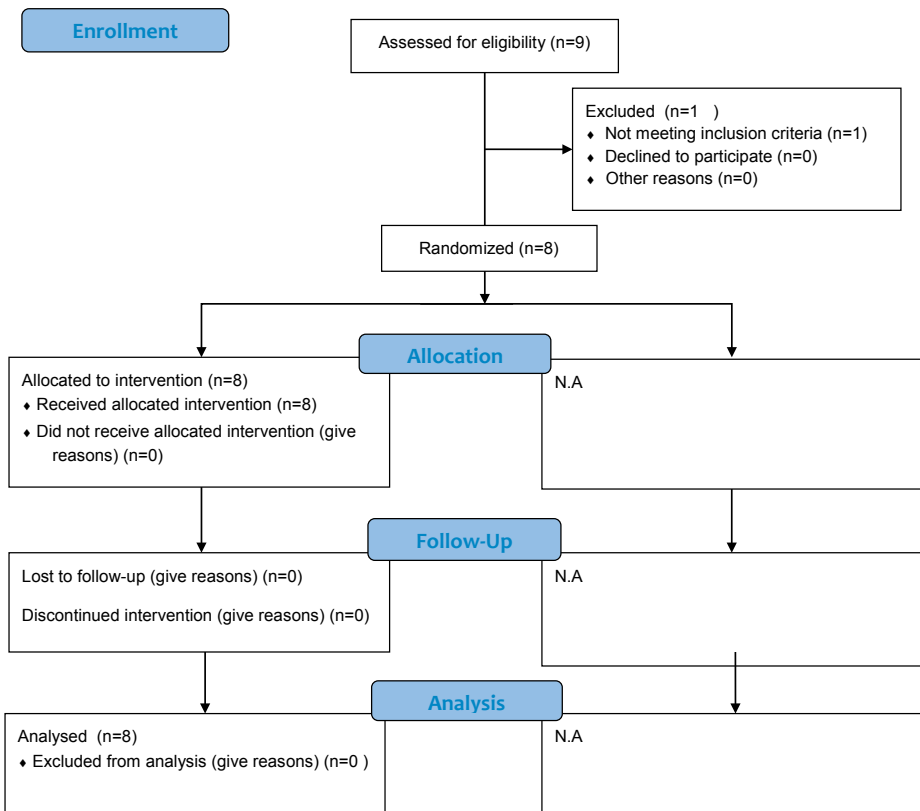 Enrollment
Assessed for eligibility (n=9)
Excluded (n=1 )
♦ Not meeting inclusion criteria (n=1)
♦ Declined to participate (n=0)
♦ Other reasons (n=0)
Randomized (n=8)
Allocation
Allocated to intervention (n=8)
♦ Received allocated intervention (n=8)
♦ Did not receive allocated intervention (give
reasons) (n=0)
N.A
Follow-Up
Lost to follow-up (give reasons) (n=0)
Discontinued intervention (give reasons) (n=0)
N.A
Analysis
Analysed (n=8)
♦ Excluded from analysis (give reasons) (n=0 )
N.A